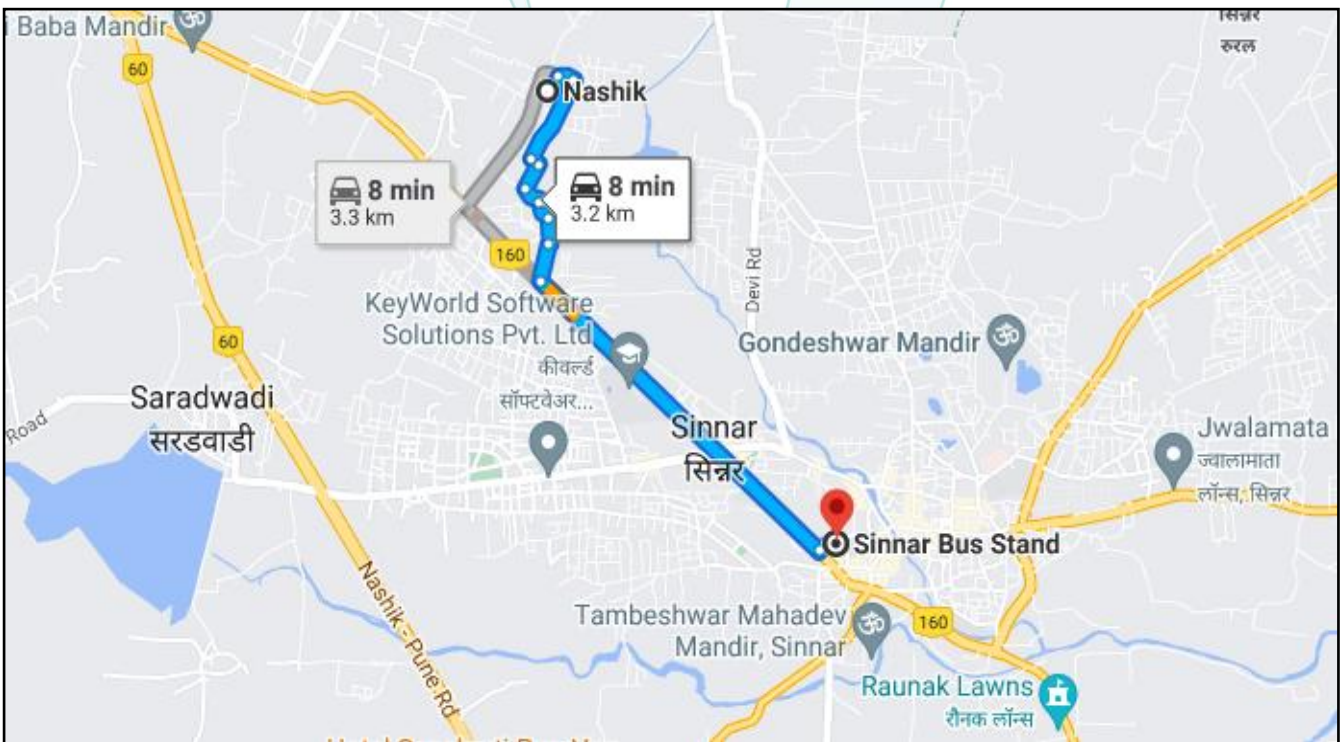 i Baba Mandir
सिन्नर
रुरल
60
Nashik
8 min
3.3 km
8 min
3.2 km
160
Devi Rd
KeyWorld Software
Solutions Pvt. Ltd
कीवर्ल्ड
सॉफ्टवेअर...
Gondeshwar Mandir
60
Saradwadi
सरडवाडी
Road
Sinnar
सिन्नर
Jwalamata
ज्वालामाता
लॉन्स, सिन्नर
Sinnar Bus Stand
Nashik - Pune Rd
Tambeshwar Mahadev
Mandir, Sinnar
160
Raunak Lawns
रौनक लॉन्स